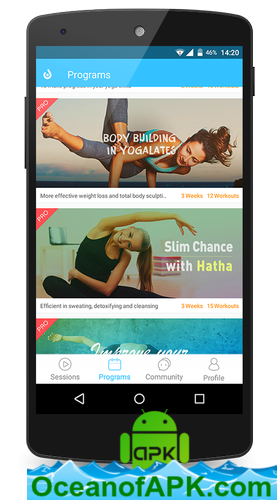 46% 14:20
Programs
PRO
BODY BUILDING
IN YOGALATES
More effective weight loss and total body sculpti... 3 Weeks 12 Workouts
PRO
Slim Chance
with Hatha
Efficient in sweating, detoxifying and cleansing 3 Weeks 15 Workouts
PRO
Improve your
Sessions Programs Community Profile
apk
OceanofAPK.com